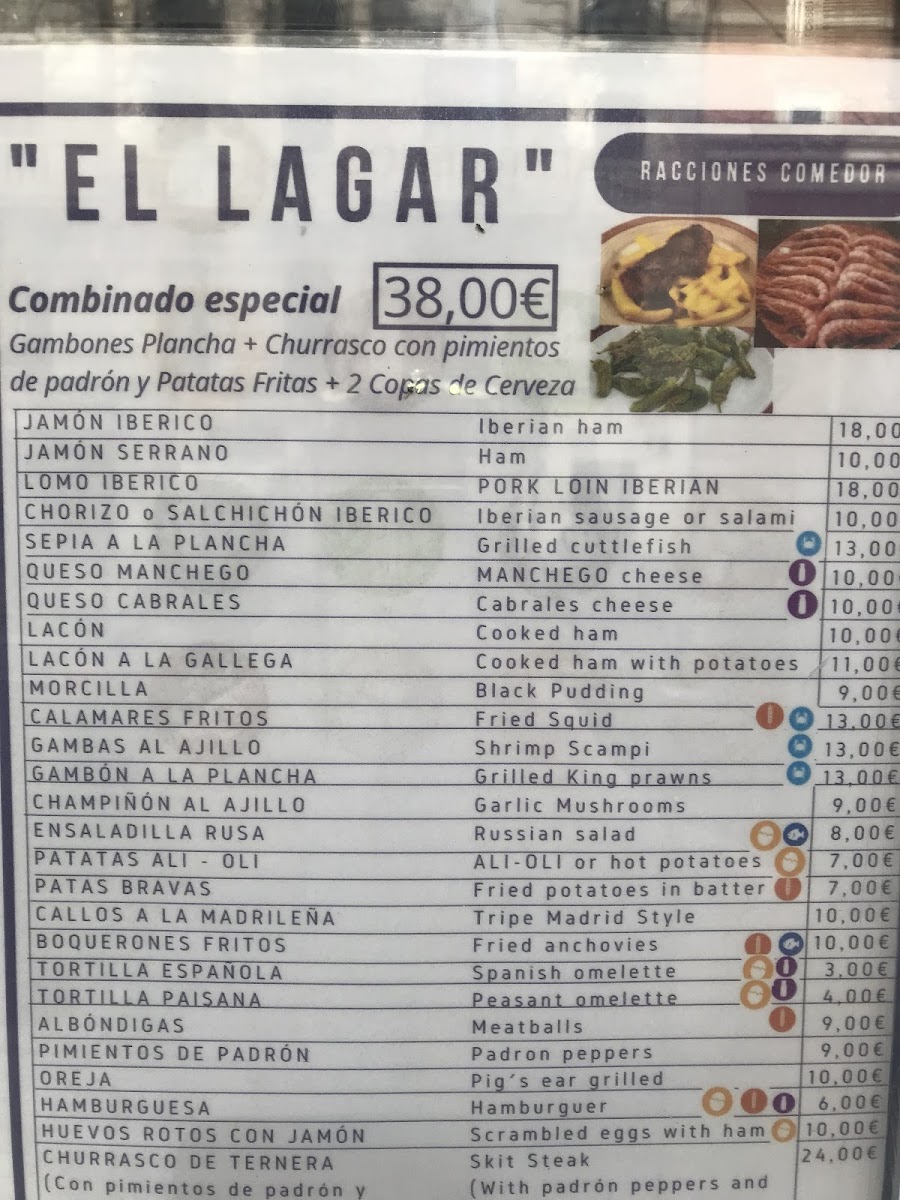 "EL LAGAR"
RACCIONES COMEDOR
Combinado especial 38,00€
Gambones Plancha + Churrasco con pimientos
de padrón y Patatas Fritas + 2 Copas de Cerveza
JAMÓN IBERICO Iberian ham 18,00
JAMÓN SERRANO Ham 10,00
LOMO IBERICO PORK LOIN IBERIAN 18,00
CHORIZO o SALCHICHÓN IBERICO Iberian sausage or salami 10,00
SEPIA A LA PLANCHA Grilled cuttlefish 13,00
QUESO MANCHEGO MANCHEGO cheese 10,00
QUESO CABRALES Cabrales cheese 10,00€
LACÓN Cooked ham 10,00€
LACÓN A LA GALLEGA Cooked ham with potatoes 11,00€
MORCILLA Black Pudding 9,00€
CALAMARES FRITOS Fried Squid 13,00€
GAMBAS AL AJILLO Shrimp Scampi 13,00€
GAMBÓN A LA PLANCHA Grilled King prawns 13,00€
CHAMPIÑÓN AL AJILLO Garlic Mushrooms 9,00€
ENSALADILLA RUSA Russian salad 8,00€
PATATAS ALI - OLI ALI-OLI or hot potatoes 7,00€
PATAS BRAVAS Fried potatoes in batter 7,00€
CALLOS A LA MADRILEÑA Tripe Madrid Style 10,00€
BOQUERONES FRITOS Fried anchovies 10,00€
TORTILLA ESPAÑOLA Spanish omelette 3,00€
TORTILLA PAISANA Peasant omelette 4,00€
ALBÓNDIGAS Meatballs 9,00€
PIMIENTOS DE PADRÓN Padron peppers 9,00€
OREJA Pig´s ear grilled 10,00€
HAMBURGUESA Hamburguer 6,00€
HUEVOS ROTOS CON JAMÓN Scrambled eggs with ham 10,00€
CHURRASCO DE TERNERA Skit Steak 24,00€
(Con pimientos de padrón y (With padrón peppers and